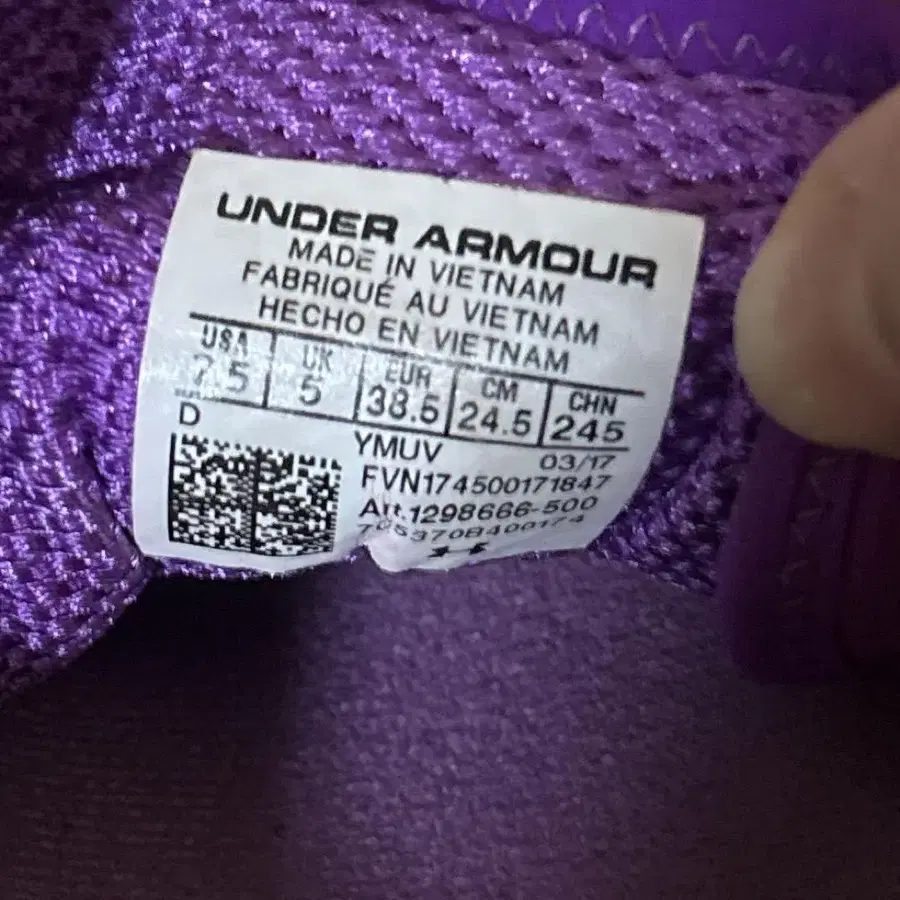 UNDER ARMOUR
MADE IN VIETNAM
FABRIQUÉ AU VIETNAM
HECHO EN VIETNAM
USA UK EUR CM CHN
7.5 5 38.5 24.5 245
D
YMUV 03/17
FVN174500171847
Art.1298666-500